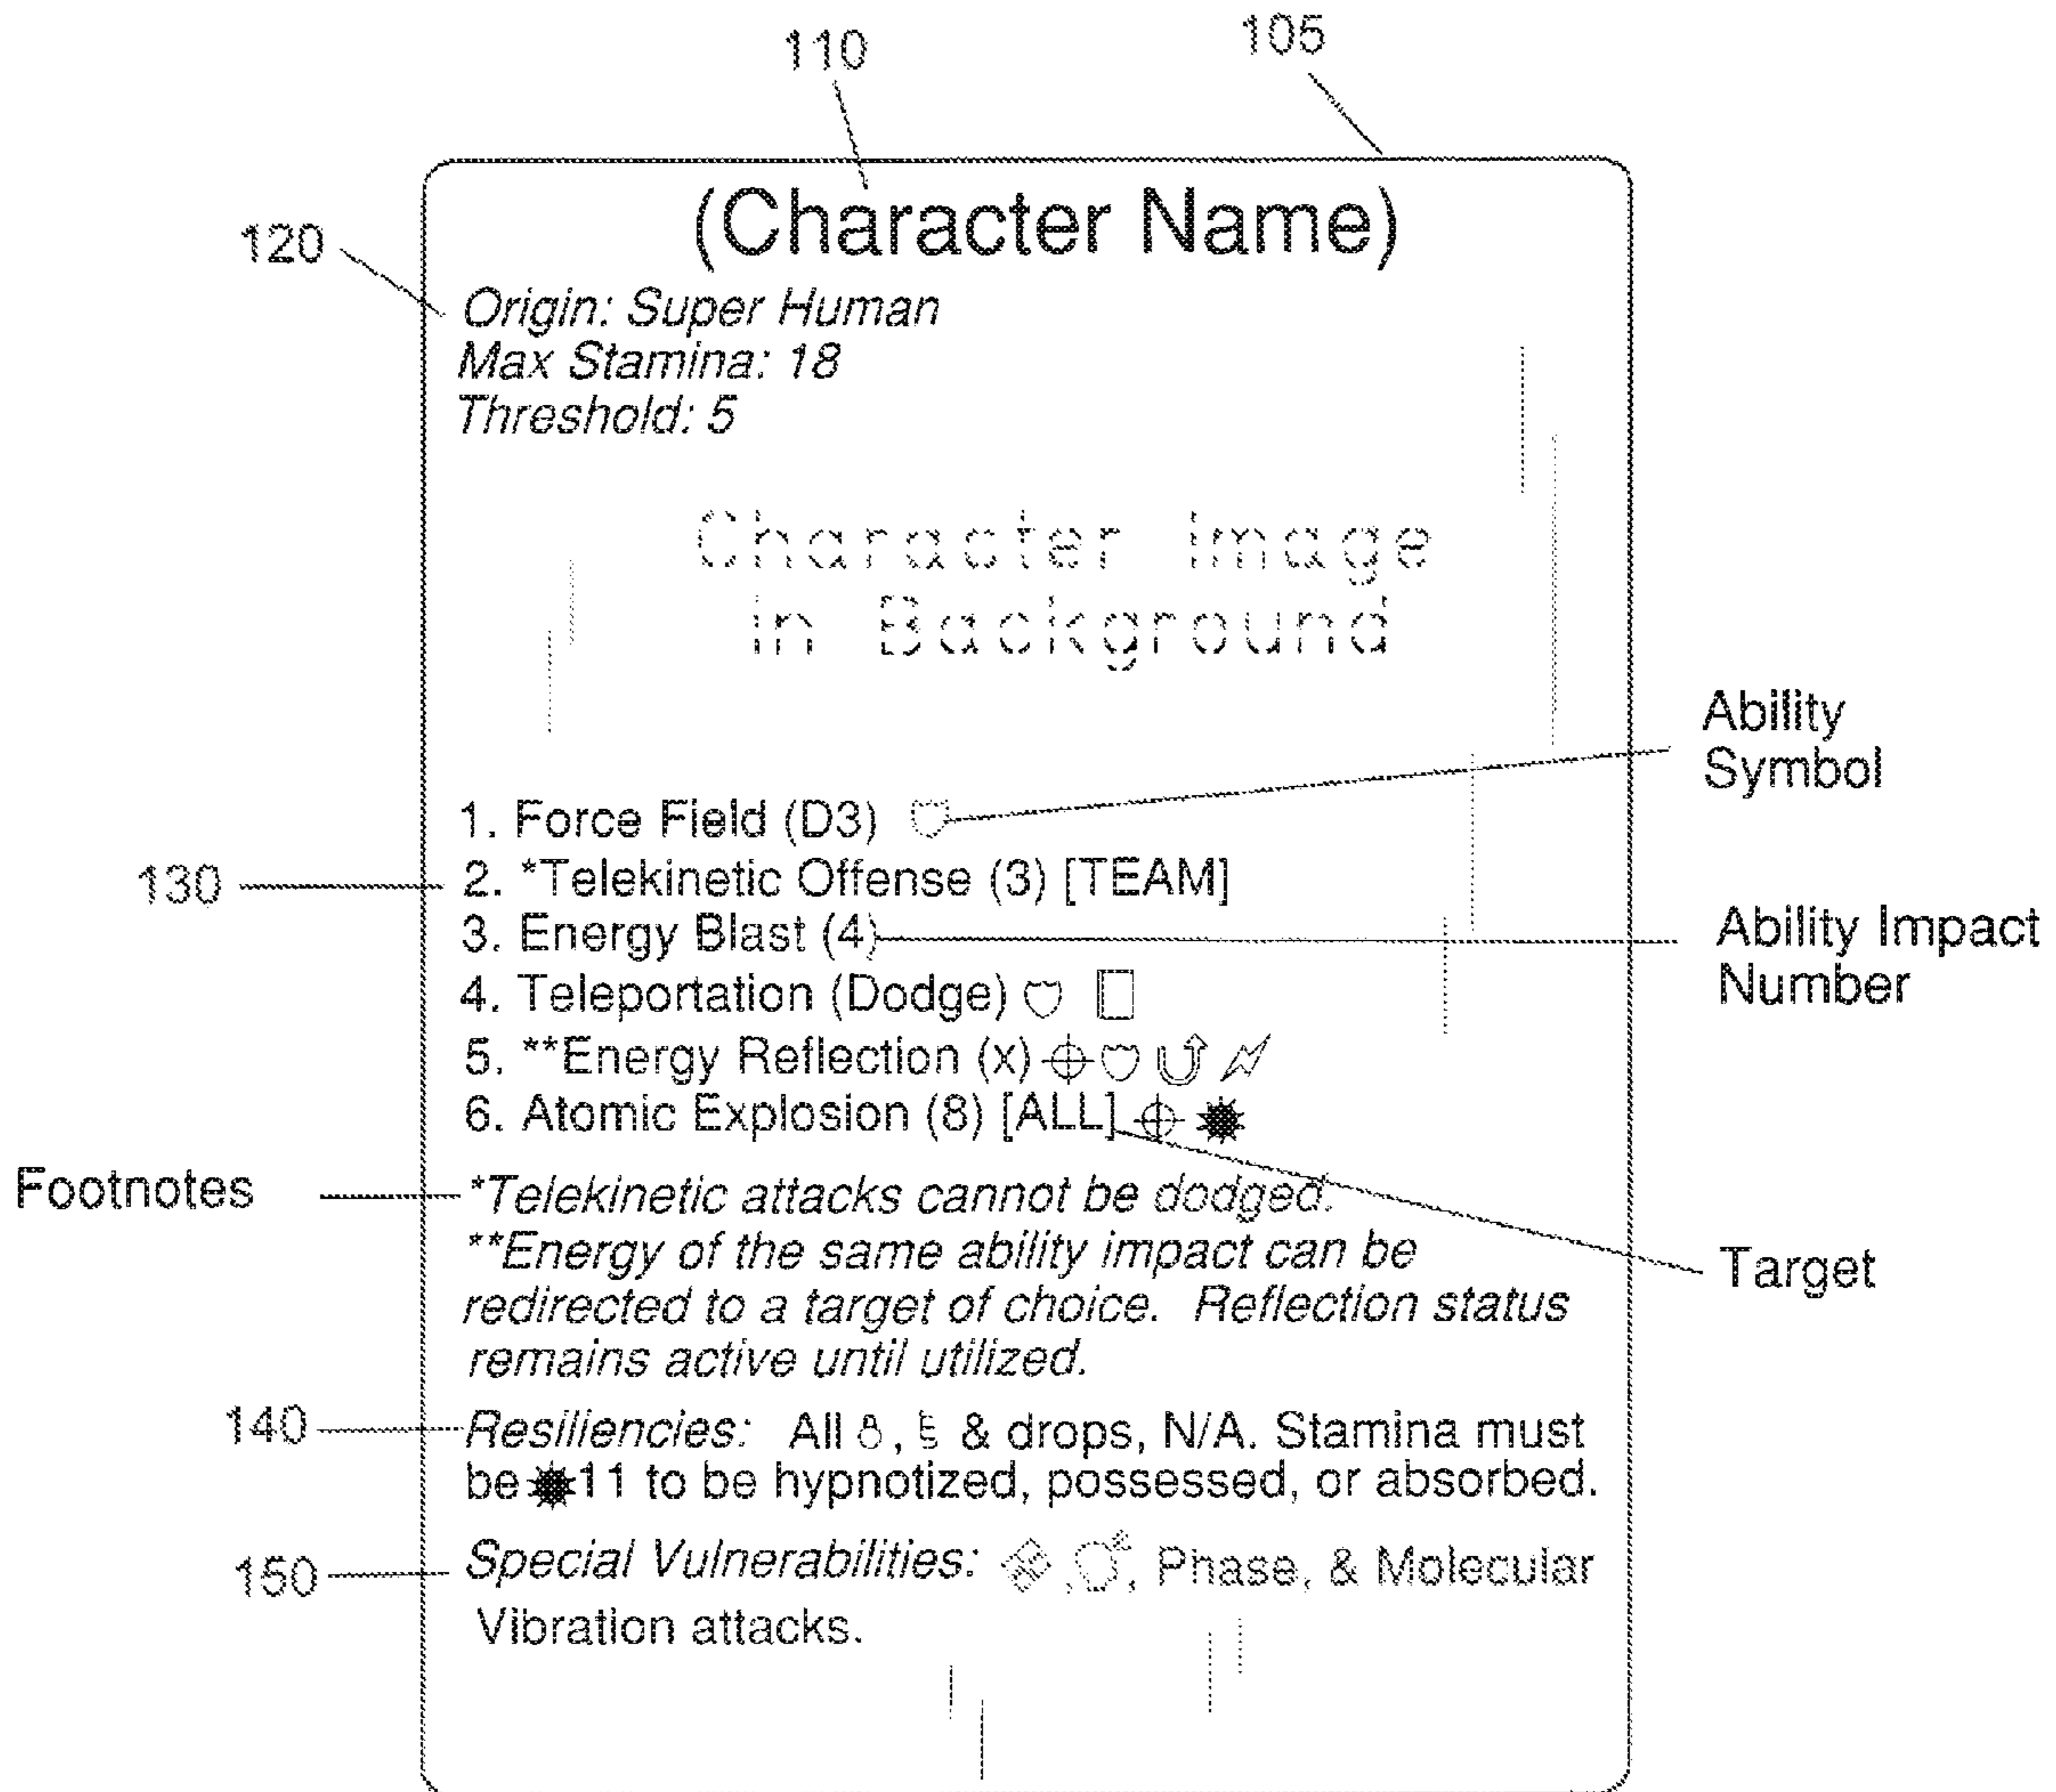 110
105
(Character Name)
120
Origin: Super Human
Max Stamina: 18
Threshold: 5
Character Image
in Background
Ability
Symbol
1. Force Field (D3)
130
2. *Telekinetic Offense (3) [TEAM]
3. Energy Blast (4)
Ability Impact
Number
4. Teleportation (Dodge)
5. **Energy Reflection (x)
6. Atomic Explosion (8) [ALL]
Footnotes
*Telekinetic attacks cannot be dodged.
**Energy of the same ability impact can be
redirected to a target of choice. Reflection status
remains active until utilized.
Target
140
Resiliencies: All , & drops, N/A. Stamina must
be 11 to be hypnotized, possessed, or absorbed.
150
Special Vulnerabilities: , , Phase, & Molecular
Vibration attacks.